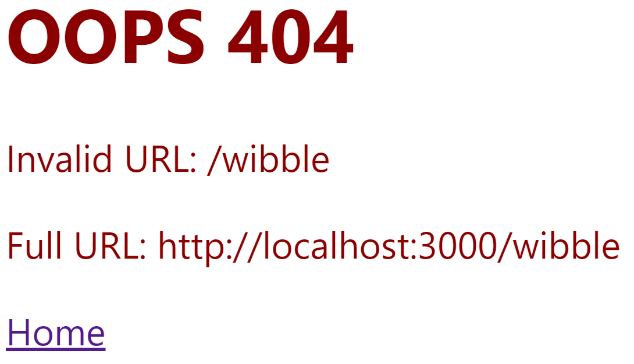 OOPS 404
Invalid URL: /wibble
Full URL: http://localhost:3000/wibble
Home